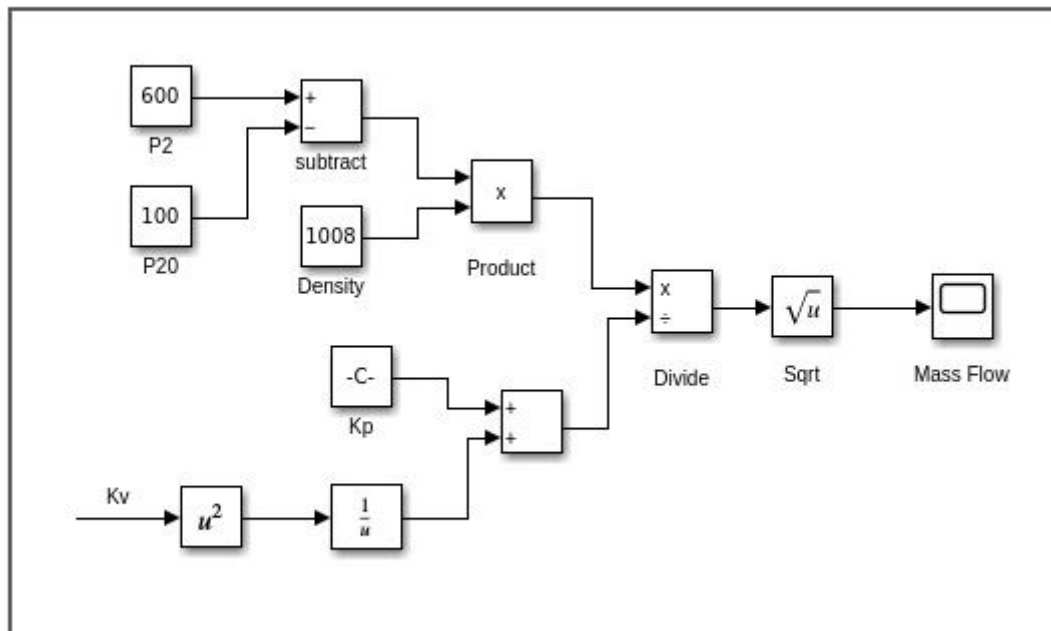 600
+
−
P2
subtract
100
P20
1008
Density
x
Product
x
÷
Divide
√u
Sqrt
Mass Flow
-C-
Kp
+
+
Kv
u²
1/u